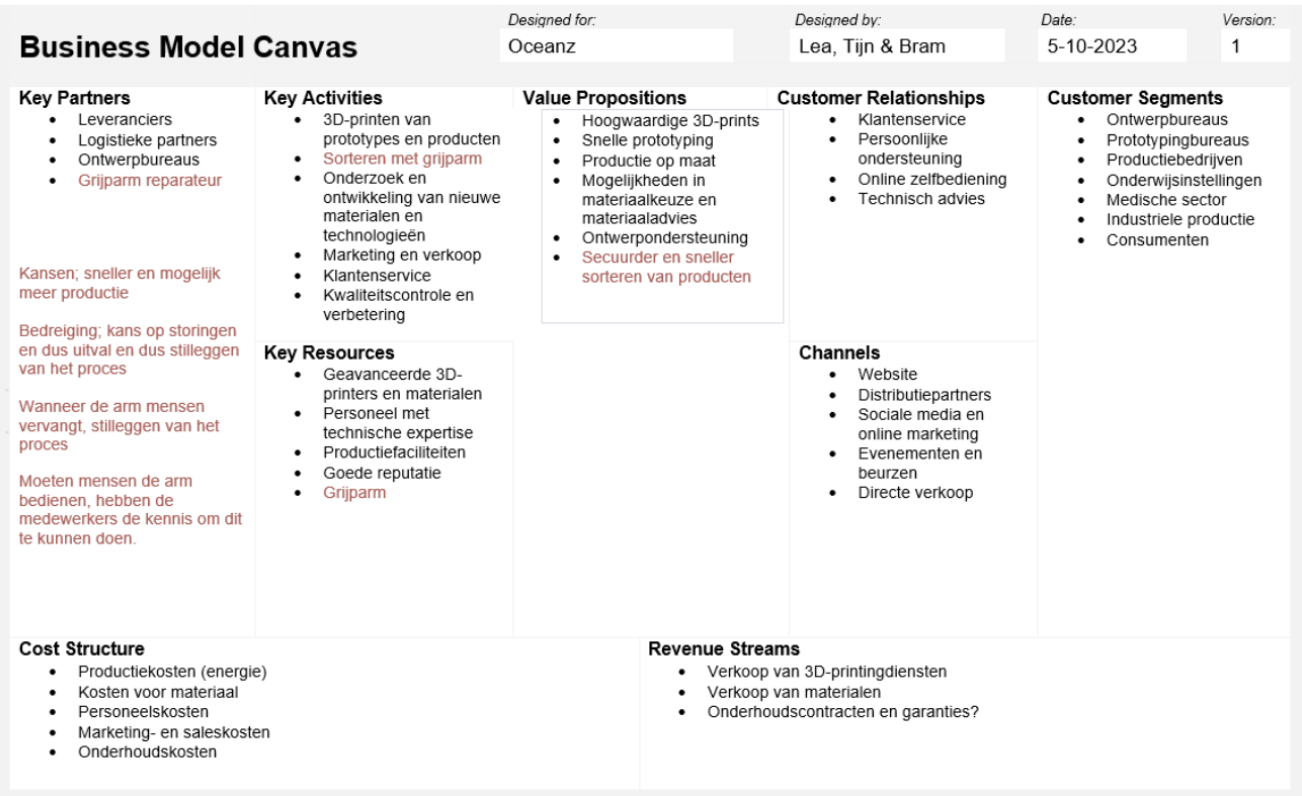 Business Model Canvas
Designed for:
Oceanz
Designed by:
Lea, Tijn & Bram
Date:
5-10-2023
Version:
1
Key Partners
• Leveranciers
• Logistieke partners
• Ontwerpbureaus
• Grijparm reparateur
Kansen; sneller en mogelijk
meer productie
Bedreiging; kans op storingen
en dus uitval en dus stilleggen
van het proces
Wanneer de arm mensen
vervangt, stilleggen van het
proces
Moeten mensen de arm
bedienen, hebben de
medewerkers de kennis om dit
te kunnen doen.
Key Activities
• 3D-printen van
prototypes en producten
• Sorteren met grijparm
• Onderzoek en
ontwikkeling van nieuwe
materialen en
technologieën
• Marketing en verkoop
• Klantenservice
• Kwaliteitscontrole en
verbetering
Key Resources
• Geavanceerde 3D-
printers en materialen
• Personeel met
technische expertise
• Productiefaciliteiten
• Goede reputatie
• Grijparm
Value Propositions
• Hoogwaardige 3D-prints
• Snelle prototyping
• Productie op maat
• Mogelijkheden in
materiaalkeuze en
materiaaladvies
• Ontwerpondersteuning
• Secuurder en sneller
sorteren van producten
Customer Relationships
• Klantenservice
• Persoonlijke
ondersteuning
• Online zelfbediening
• Technisch advies
Channels
• Website
• Distributiepartners
• Sociale media en
online marketing
• Evenementen en
beurzen
• Directe verkoop
Customer Segments
• Ontwerpbureaus
• Prototypingbureaus
• Productiebedrijven
• Onderwijsinstellingen
• Medische sector
• Industriele productie
• Consumenten
Cost Structure
• Productiekosten (energie)
• Kosten voor materiaal
• Personeelskosten
• Marketing- en saleskosten
• Onderhoudskosten
Revenue Streams
• Verkoop van 3D-printingdiensten
• Verkoop van materialen
• Onderhoudscontracten en garanties?